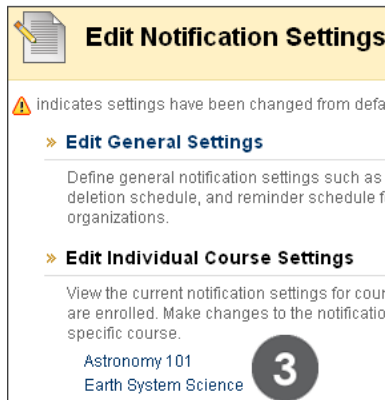 Edit Notification Settings
indicates settings have been changed from defa
» Edit General Settings
Define general notification settings such as
deletion schedule, and reminder schedule f
organizations.
» Edit Individual Course Settings
View the current notification settings for cour
are enrolled. Make changes to the notificatio
specific course.
Astronomy 101
Earth System Science
3